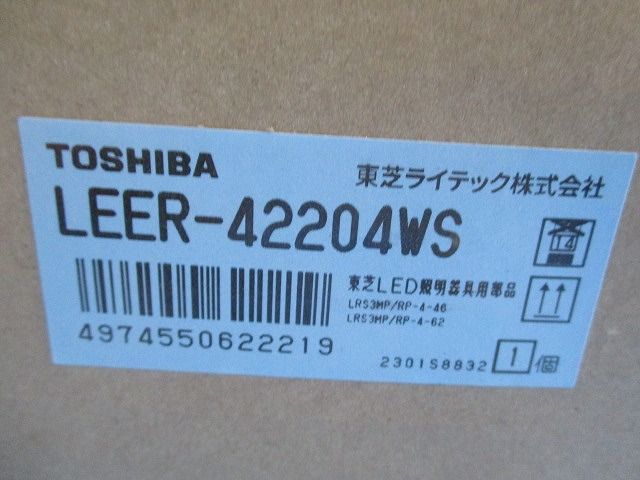 TOSHIBA 東芝ライテック株式会社
LEER-42204WS
14
東芝LED照明器具用部品
LRS3MP/RP-4-46
LRS3MP/RP-4-62
4974550622219
2301S8832 1個